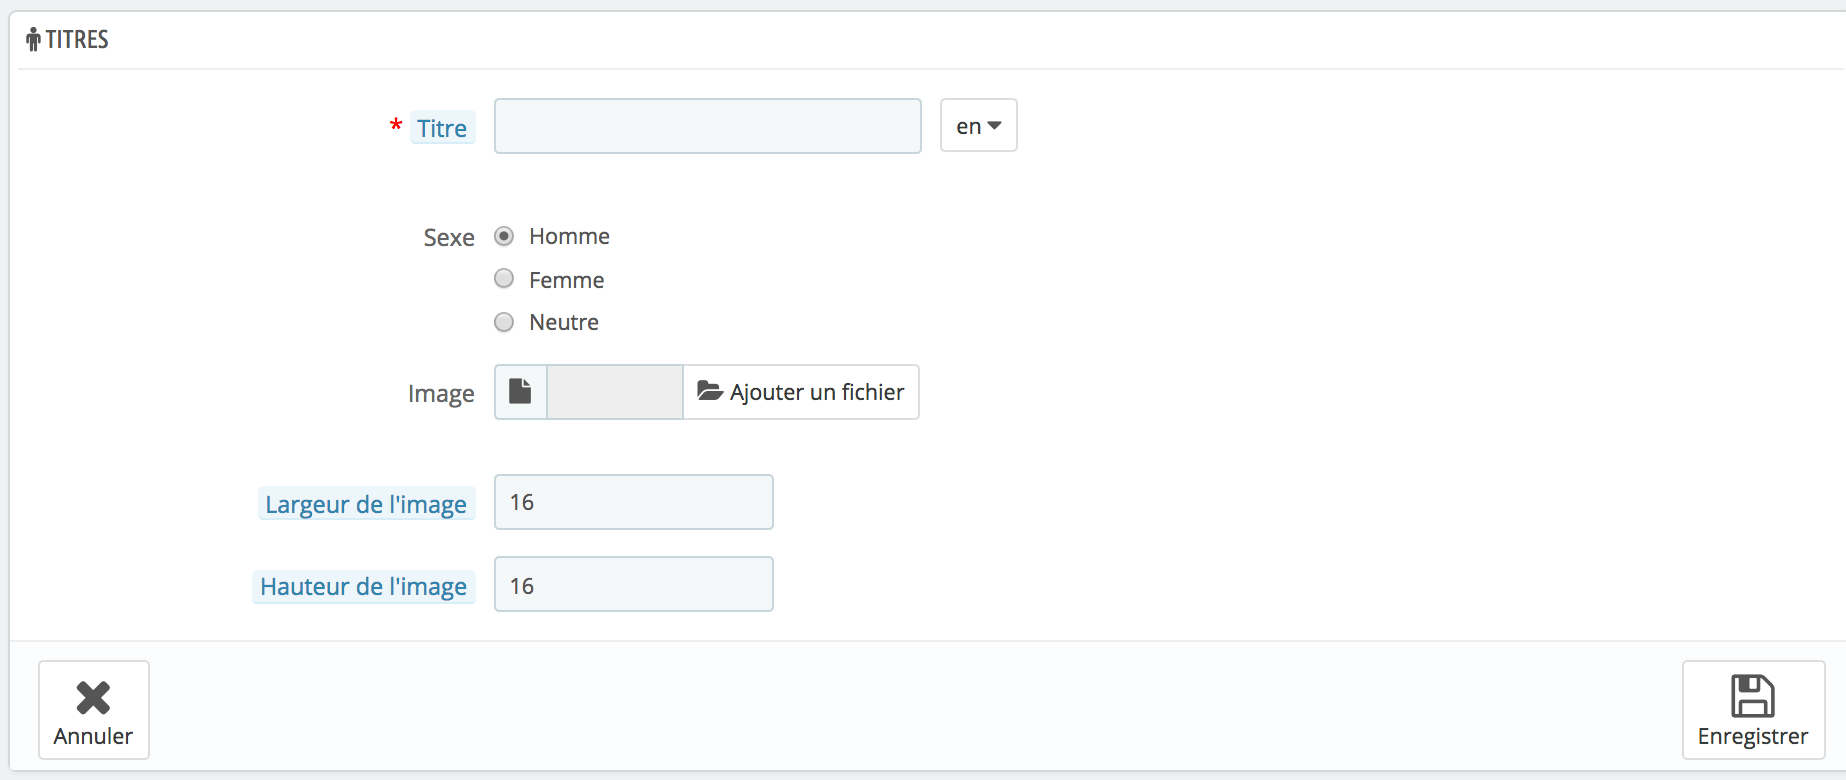 TITRES
* Titre en
Sexe Homme
Femme
Neutre
Image Ajouter un fichier
Largeur de l'image 16
Hauteur de l'image 16
Annuler Enregistrer